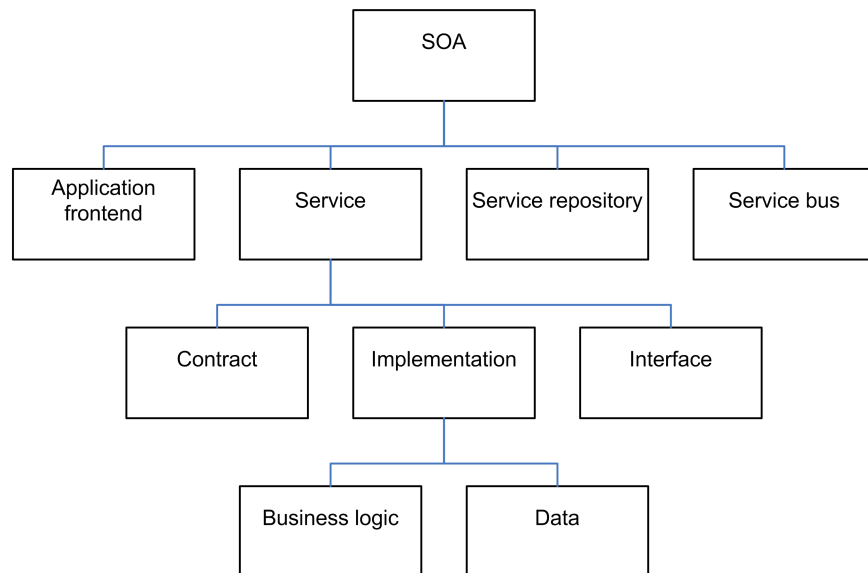 SOA
Application
frontend
Service
Service repository
Service bus
Contract
Implementation
Interface
Business logic
Data